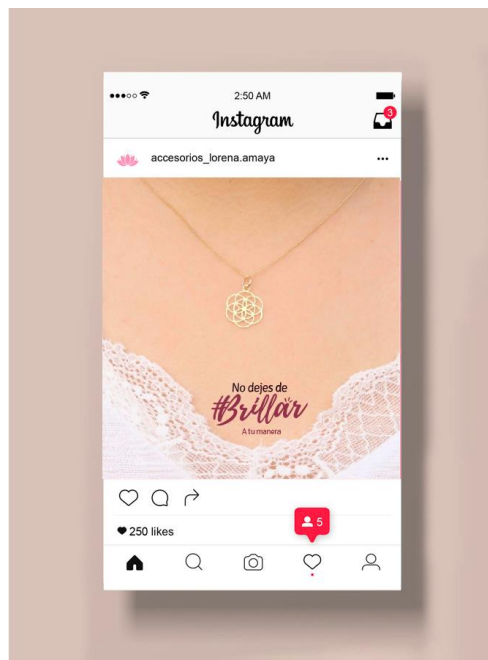 2:50 AM
Instagram
3
accesorios_lorena.amaya
No dejes de
#Brillar
A tu manera
250 likes
5